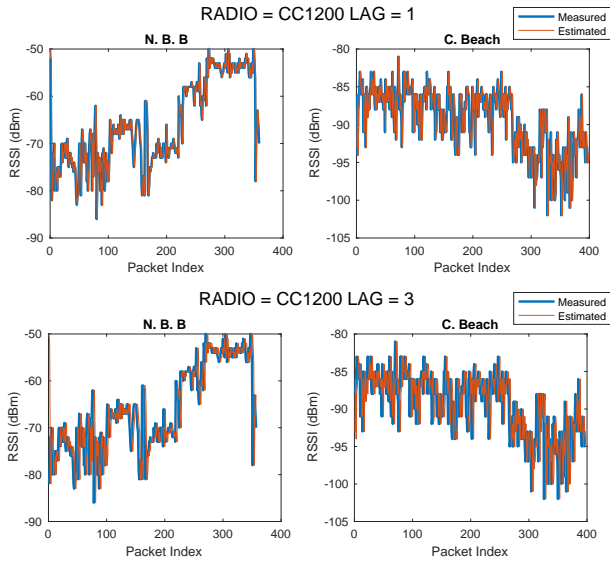 RADIO = CC1200 LAG = 1
Measured
Estimated
N. B. B
C. Beach
RSSI (dBm)
-50
-60
-70
-80
-90
0 100 200 300 400
Packet Index
RSSI (dBm)
-80
-85
-90
-95
-100
-105
0 100 200 300 400
Packet Index
RADIO = CC1200 LAG = 3
Measured
Estimated
N. B. B
C. Beach
RSSI (dBm)
-50
-60
-70
-80
-90
0 100 200 300 400
Packet Index
RSSI (dBm)
-80
-85
-90
-95
-100
-105
0 100 200 300 400
Packet Index